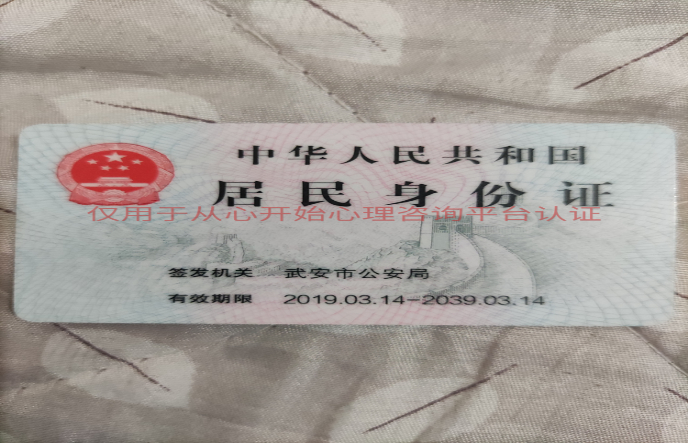 中华人民共和国
居民身份证
仅用于从心开始心理咨询平台认证
签发机关 武安市公安局
有效期限 2019.03.14-2039.03.14